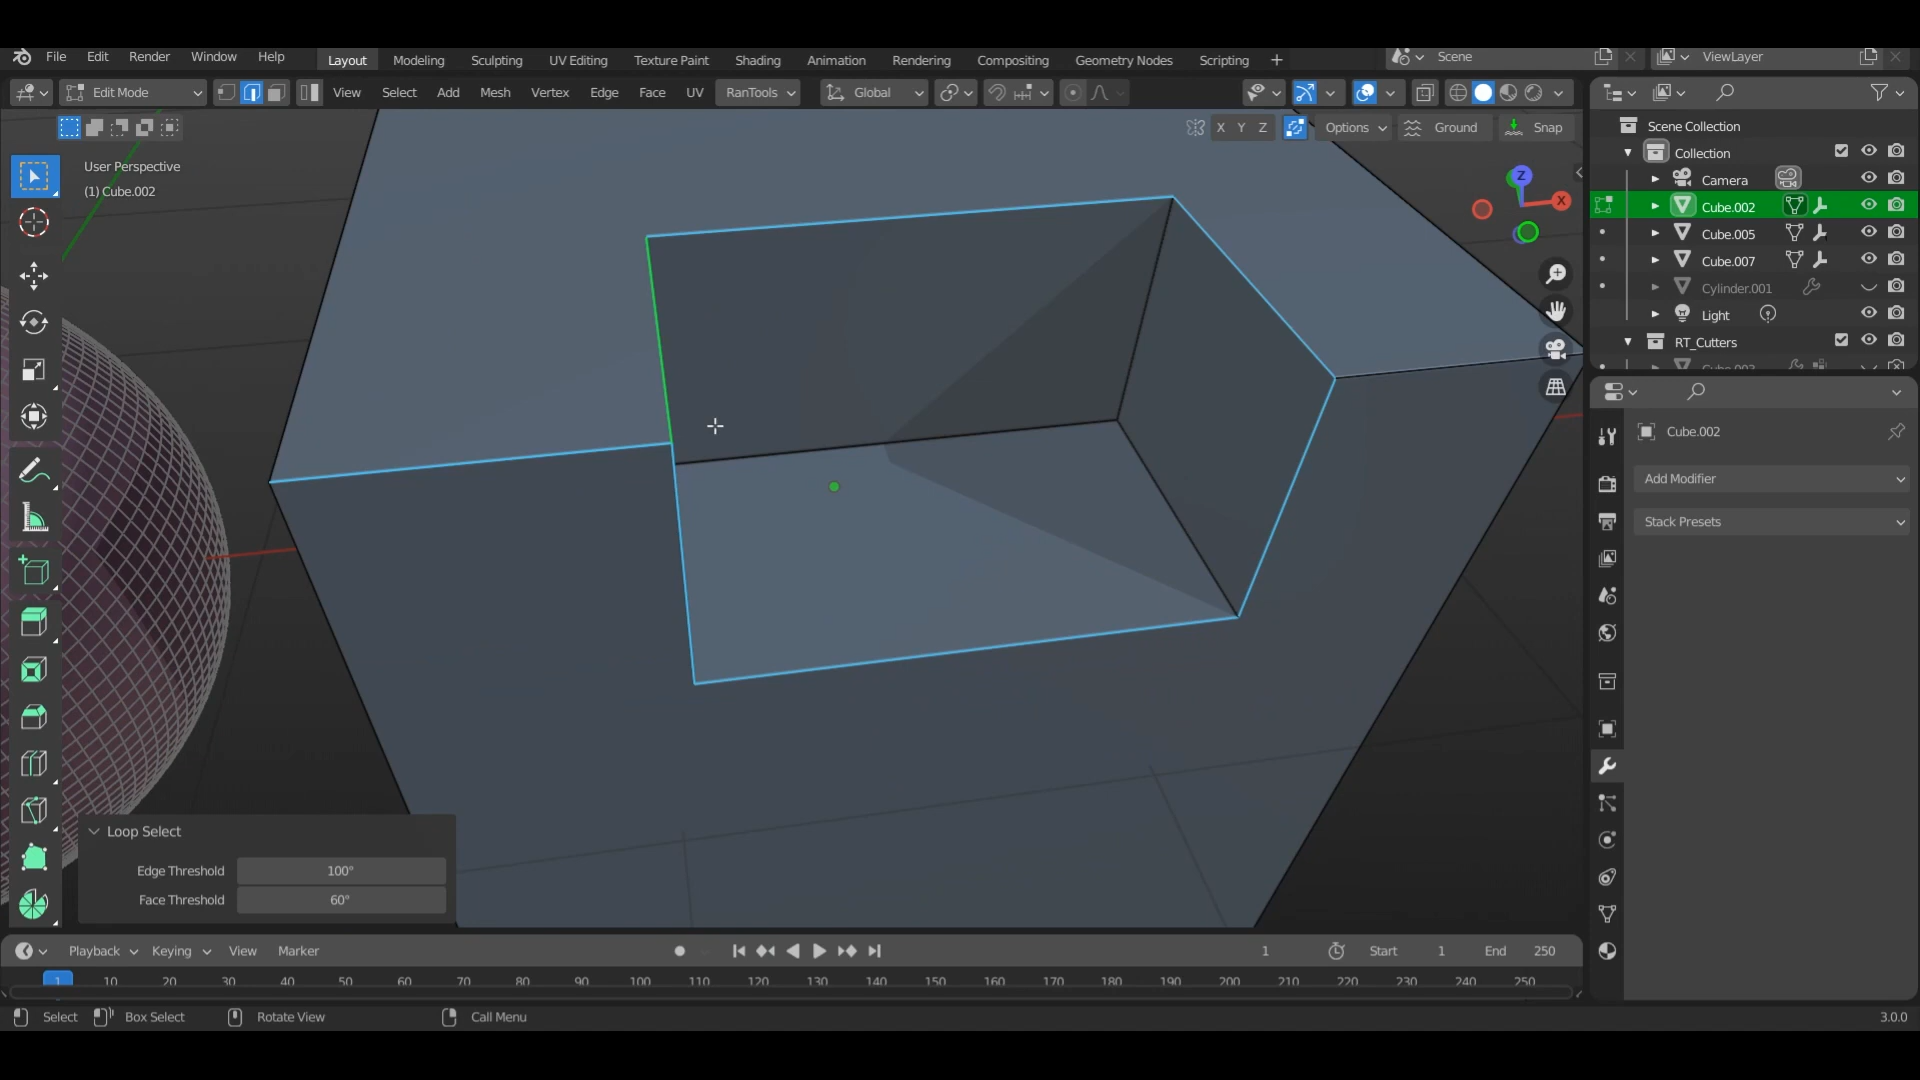 File Edit Render Window Help Layout Modeling Sculpting UV Editing Texture Paint Shading Animation Rendering Compositing Geometry Nodes Scripting + Scene ViewLayer
Edit Mode View Select Add Mesh Vertex Edge Face UV RanTools Global
X Y Z Options Ground Snap
User Perspective
(1) Cube.002
Z
X
Scene Collection
Collection
Camera
Cube.002
Cube.005
Cube.007
Cylinder.001
Light
RT_Cutters
Cube.003
Cube.002
Add Modifier
Stack Presets
Loop Select
Edge Threshold 100°
Face Threshold 60°
Playback Keying View Marker 1 Start 1 End 250
1 10 20 30 40 50 60 70 80 90 100 110 120 130 140 150 160 170 180 190 200 210 220 230 240 250
Select Box Select Rotate View Call Menu 3.0.0